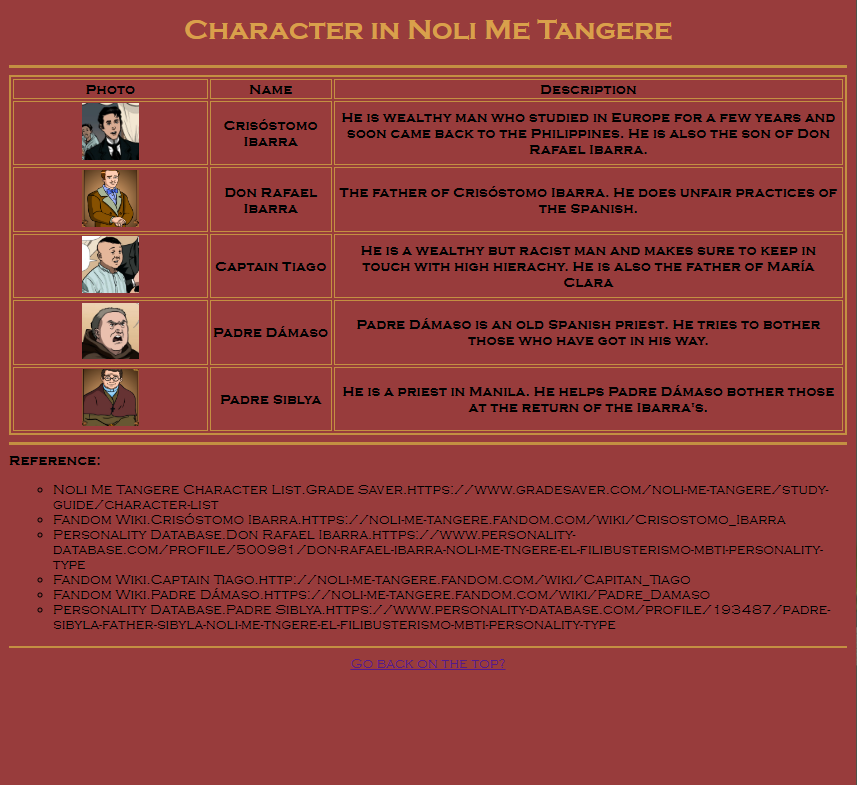 Character in Noli Me Tangere
Photo Name Description
Crisóstomo Ibarra
He is wealthy man who studied in Europe for a few years and
soon came back to the Philippines. He is also the son of Don
Rafael Ibarra.
Don Rafael Ibarra
The father of Crisóstomo Ibarra. He does unfair practices of
the Spanish.
Captain Tiago
He is a wealthy but racist man and makes sure to keep in
touch with high hierachy. He is also the father of María
Clara
Padre Dámaso
Padre Dámaso is an old Spanish priest. He tries to bother
those who have got in his way.
Padre Siblya
He is a priest in Manila. He helps Padre Dámaso bother those
at the return of the Ibarra's.
Reference:
Noli Me Tangere Character List.Grade Saver.https://www.gradesaver.com/noli-me-tangere/study-
guide/character-list
Fandom Wiki.Crisóstomo Ibarra.https://noli-me-tangere.fandom.com/wiki/Crisostomo_Ibarra
Personality Database.Don Rafael Ibarra.https://www.personality-
database.com/profile/500981/don-rafael-ibarra-noli-me-tngere-el-filibusterismo-mbti-personality-
type
Fandom Wiki.Captain Tiago.http://noli-me-tangere.fandom.com/wiki/Capitan_Tiago
Fandom Wiki.Padre Dámaso.https://noli-me-tangere.fandom.com/wiki/Padre_Damaso
Personality Database.Padre Siblya.https://www.personality-database.com/profile/193487/padre-
sibyla-father-sibyla-noli-me-tngere-el-filibusterismo-mbti-personality-type
Go back on the top?